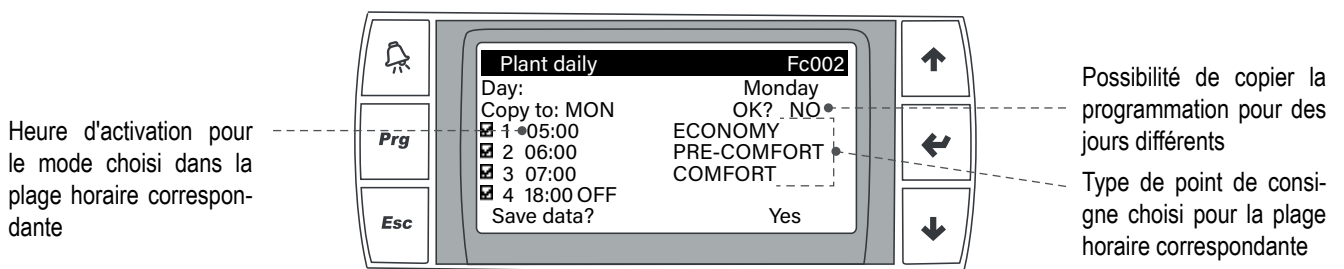 Heure d'activation pour
le mode choisi dans la
plage horaire correspon-
dante
Prg
Esc
Plant daily Fc002
Day: Monday
Copy to: MON OK? NO
1 05:00 ECONOMY
2 06:00 PRE-COMFORT
3 07:00 COMFORT
4 18:00 OFF
Save data? Yes
Possibilité de copier la
programmation pour des
jours différents
Type de point de consi-
gne choisi pour la plage
horaire correspondante